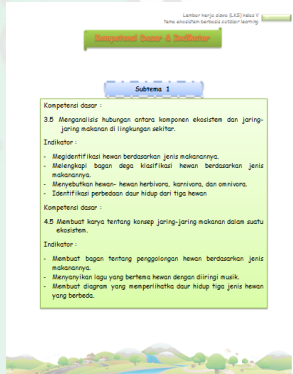 Lembar kerja siswa (LKS) kelas V
Tema ekosistem berbasis outdoor learning
Kompetensi Dasar & Indikator
Subtema 1
Kompetensi dasar :
3.5 Menganalisis hubungan antara komponen ekosistem dan jaring-
jaring makanan di lingkungan sekitar.
Indikator :
- Megidentifikasi hewan berdasarkan jenis makanannya.
- Melengkapi bagan dega klasifikasi hewan berdasarkan jenis
makanannya.
- Menyebutkan hewan- hewan herbivora, karnivora, dan omnivora.
- Identifikasi perbedaan daur hidup dari tiga hewan
Kompetensi dasar :
4.5 Membuat karya tentang konsep jaring-jaring makanan dalam suatu
ekosistem.
Indikator :
- Membuat bagan tentang penggolongan hewan berdasarkan jenis
makanannya.
- Menyanyikan lagu yang bertema hewan dengan diiringi musik.
- Membuat diagram yang memperlihatka daur hidup tiga jenis hewan
yang berbeda.